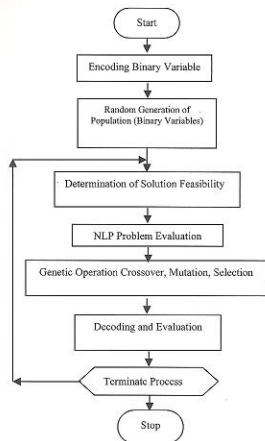 Start
Encoding Binary Variable
Random Generation of
Population (Binary Variables)
Determination of Solution Feasibility
NLP Problem Evaluation
Genetic Operation Crossover, Mutation, Selection
Decoding and Evaluation
Terminate Process
Stop